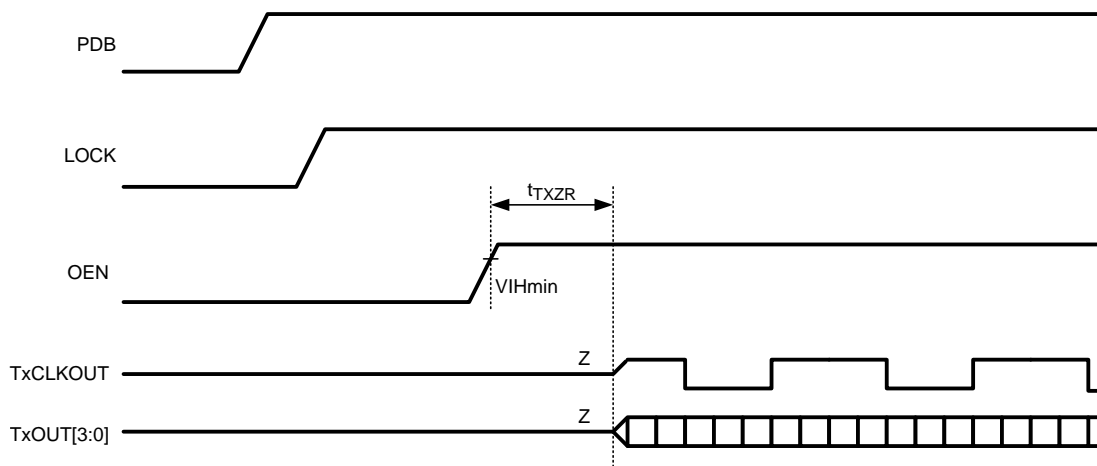 PDB
LOCK
tTXZR
OEN
VIHmin
Z
TxCLKOUT
Z
TxOUT[3:0]